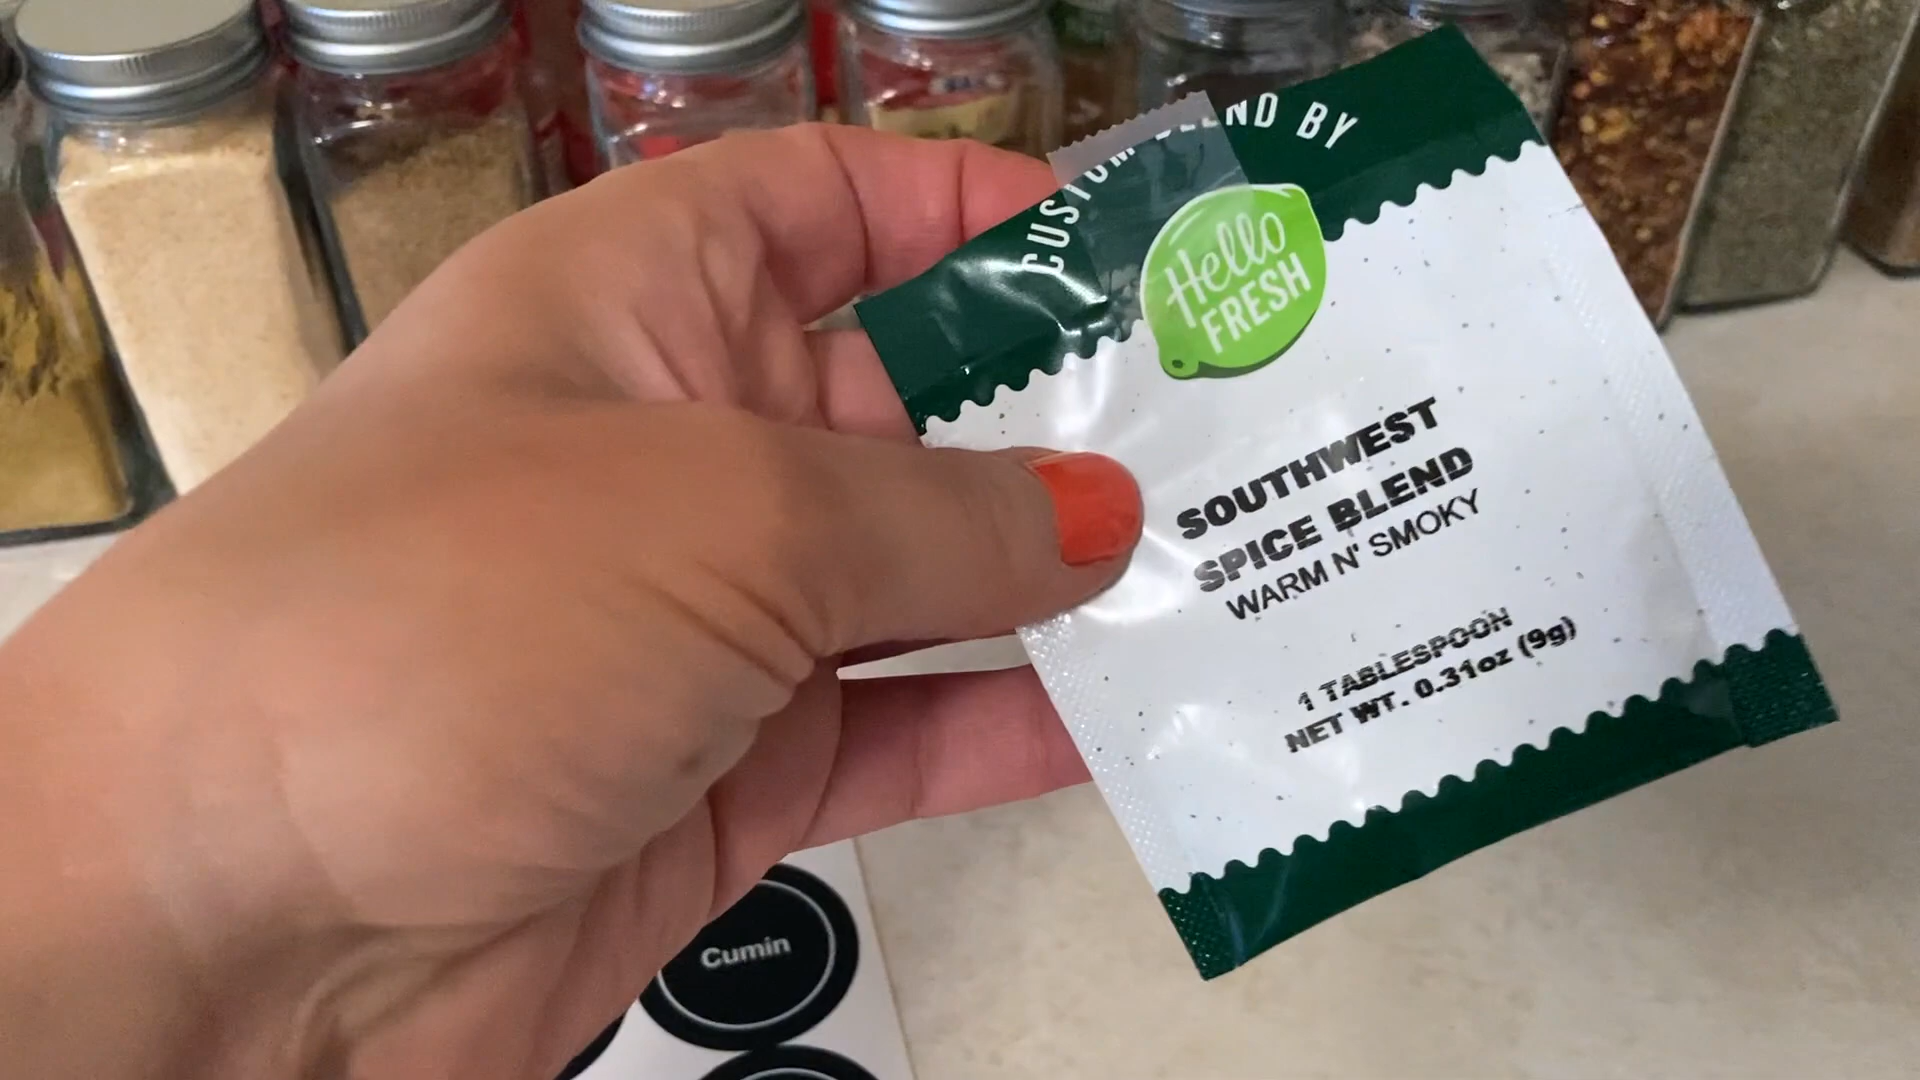 CUSTOM BLEND BY
Hello
FRESH
SOUTHWEST
SPICE BLEND
WARM N' SMOKY
1 TABLESPOON
NET WT. 0.31oz (9g)
Cumin